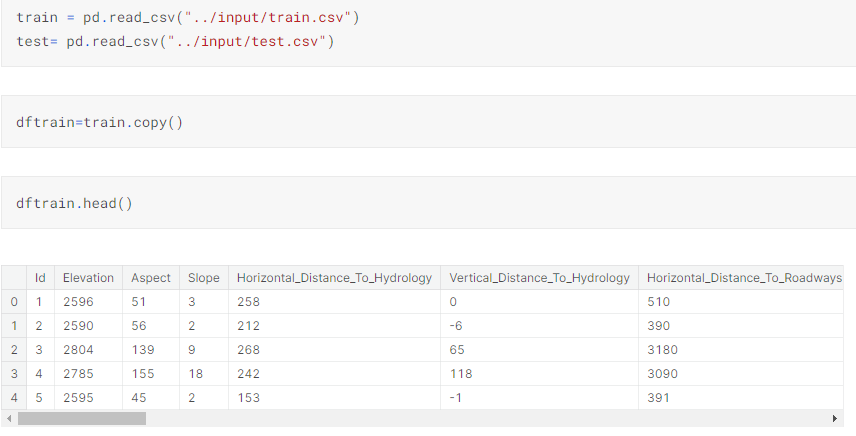 train = pd.read_csv("../input/train.csv")
test= pd.read_csv("../input/test.csv")
dftrain=train.copy()
dftrain.head()
Id Elevation Aspect Slope Horizontal_Distance_To_Hydrology Vertical_Distance_To_Hydrology Horizontal_Distance_To_Roadways
0 1 2596 51 3 258 0 510
1 2 2590 56 2 212 -6 390
2 3 2804 139 9 268 65 3180
3 4 2785 155 18 242 118 3090
4 5 2595 45 2 153 -1 391